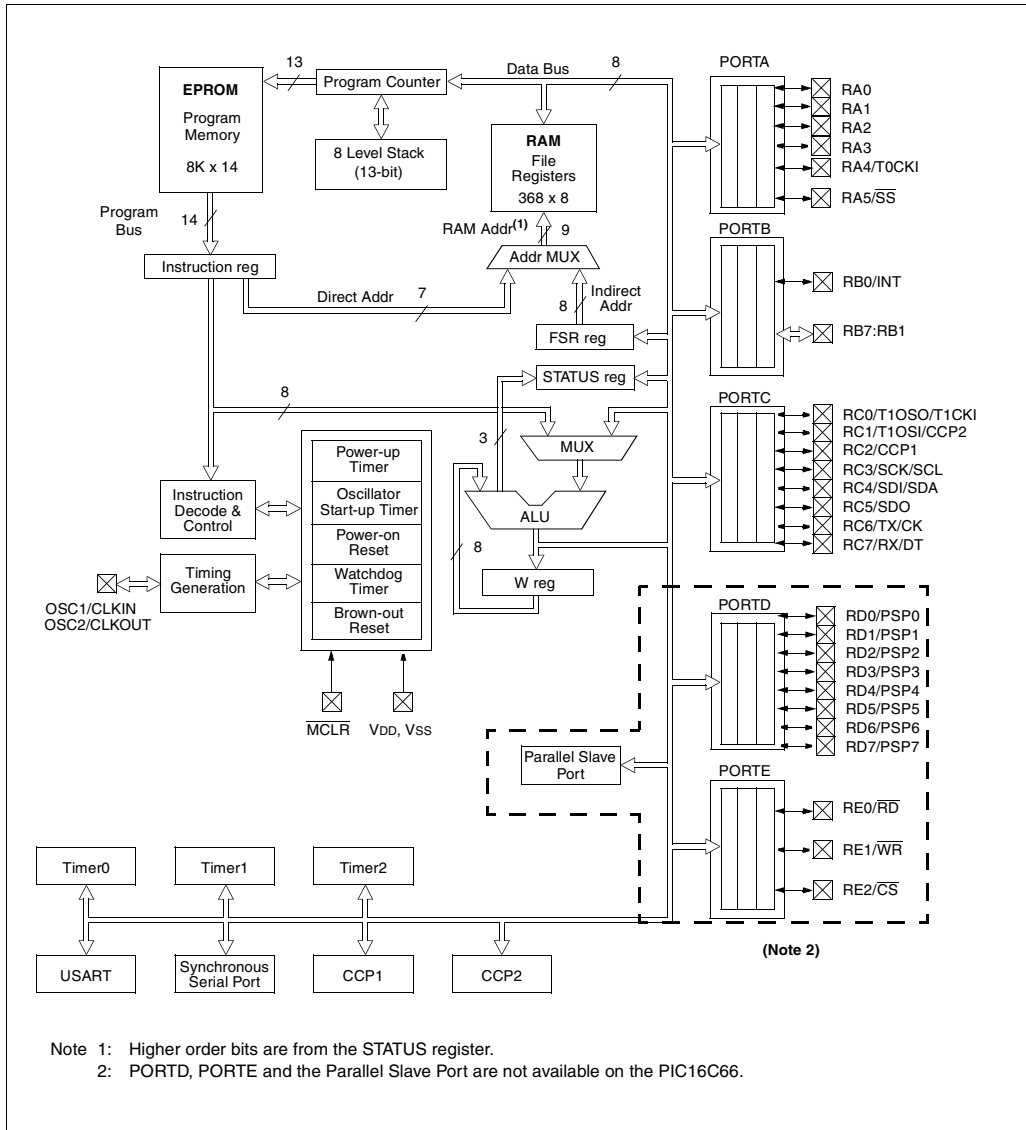 EPROM
Program
Memory
8K x 14
13
Program Counter
8 Level Stack
(13-bit)
Data Bus
8
RAM
File
Registers
368 x 8
RAM Addr(1)
9
Addr MUX
Program
Bus
14
Instruction reg
Direct Addr
7
Indirect
Addr
8
FSR reg
STATUS reg
8
3
MUX
ALU
8
W reg
Power-up
Timer
Oscillator
Start-up Timer
Power-on
Reset
Watchdog
Timer
Brown-out
Reset
Instruction
Decode &
Control
Timing
Generation
OSC1/CLKIN
OSC2/CLKOUT
MCLR
VDD, VSS
PORTA
RA0
RA1
RA2
RA3
RA4/T0CKI
RA5/SS
PORTB
RB0/INT
RB7:RB1
PORTC
RC0/T1OSO/T1CKI
RC1/T1OSI/CCP2
RC2/CCP1
RC3/SCK/SCL
RC4/SDI/SDA
RC5/SDO
RC6/TX/CK
RC7/RX/DT
PORTD
RD0/PSP0
RD1/PSP1
RD2/PSP2
RD3/PSP3
RD4/PSP4
RD5/PSP5
RD6/PSP6
RD7/PSP7
Parallel Slave
Port
PORTE
RE0/RD
RE1/WR
RE2/CS
(Note 2)
Timer0
Timer1
Timer2
USART
Synchronous
Serial Port
CCP1
CCP2
Note 1: Higher order bits are from the STATUS register.
2: PORTD, PORTE and the Parallel Slave Port are not available on the PIC16C66.